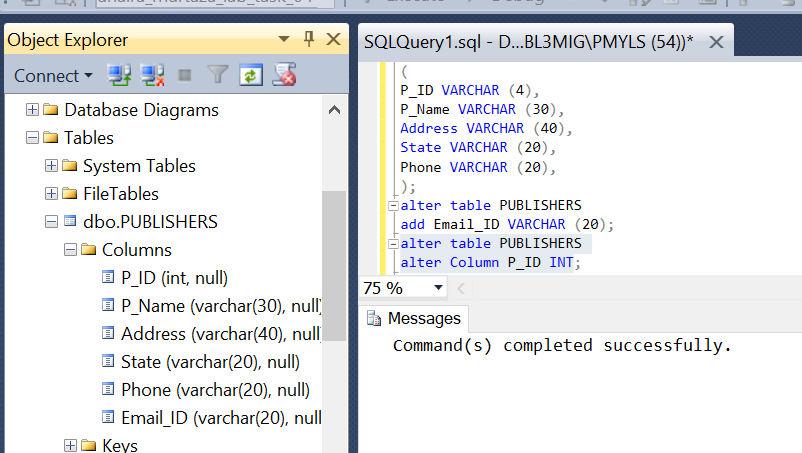 Object Explorer
Connect
Database Diagrams
Tables
System Tables
FileTables
dbo.PUBLISHERS
Columns
P_ID (int, null)
P_Name (varchar(30), null)
Address (varchar(40), null
State (varchar(20), null)
Phone (varchar(20), null)
Email_ID (varchar(20), null
Keys
SQLQuery1.sql - D...BL3MIG\PMYLS (54))*
(
P_ID VARCHAR (4),
P_Name VARCHAR (30),
Address VARCHAR (40),
State VARCHAR (20),
Phone VARCHAR (20),
);
alter table PUBLISHERS
add Email_ID VARCHAR (20);
alter table PUBLISHERS
alter Column P_ID INT;
75 %
Messages
Command(s) completed successfully.